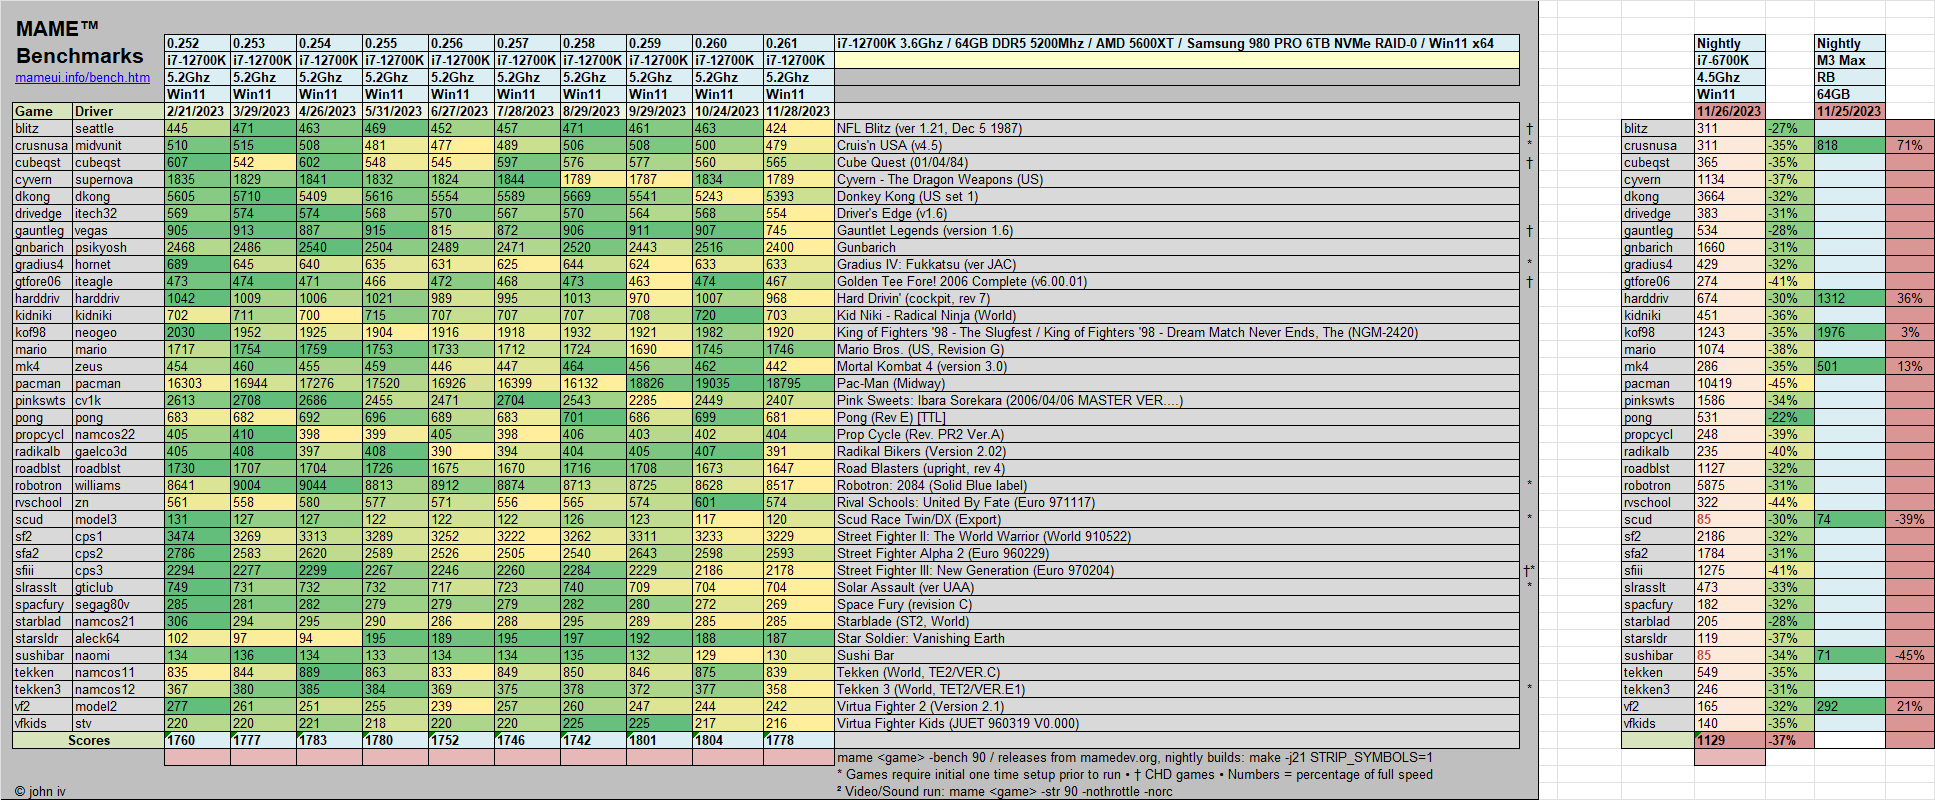 MAME™
Benchmarks
mameui.info/bench.htm
0.252 0.253 0.254 0.255 0.256 0.257 0.258 0.259 0.260 0.261 i7-12700K 3.6Ghz / 64GB DDR5 5200Mhz / AMD 5600XT / Samsung 980 PRO 6TB NVMe RAID-0 / Win11 x64 Nightly Nightly
i7-12700K i7-12700K i7-12700K i7-12700K i7-12700K i7-12700K i7-12700K i7-12700K i7-12700K i7-12700K i7-6700K M3 Max
5.2Ghz 5.2Ghz 5.2Ghz 5.2Ghz 5.2Ghz 5.2Ghz 5.2Ghz 5.2Ghz 5.2Ghz 5.2Ghz 4.5Ghz RB
Win11 Win11 Win11 Win11 Win11 Win11 Win11 Win11 Win11 Win11 Win11 64GB
Game Driver 2/21/2023 3/29/2023 4/26/2023 5/31/2023 6/27/2023 7/28/2023 8/29/2023 9/29/2023 10/24/2023 11/28/2023 11/26/2023 11/25/2023
blitz seattle 445 471 463 469 452 457 471 461 463 424 NFL Blitz (ver 1.21, Dec 5 1987) † blitz 311 -27%
crusnusa midvunit 510 515 508 481 477 489 506 508 500 479 Cruis'n USA (v4.5) * crusnusa 311 -35% 818 71%
cubeqst cubeqst 607 542 602 548 545 597 576 577 560 565 Cube Quest (01/04/84) † cubeqst 365 -35%
cyvern supernova 1835 1829 1841 1832 1824 1844 1789 1787 1834 1789 Cyvern - The Dragon Weapons (US) cyvern 1134 -37%
dkong dkong 5605 5710 5409 5616 5554 5589 5669 5541 5243 5393 Donkey Kong (US set 1) dkong 3664 -32%
drivedge itech32 569 574 574 568 570 567 570 564 568 554 Driver's Edge (v1.6) drivedge 383 -31%
gauntleg vegas 905 913 887 915 815 872 906 911 907 745 Gauntlet Legends (version 1.6) † gauntleg 534 -28%
gnbarich psikyosh 2468 2486 2540 2504 2489 2471 2520 2443 2516 2400 Gunbarich gnbarich 1660 -31%
gradius4 hornet 689 645 640 635 631 625 644 624 633 633 Gradius IV: Fukkatsu (ver JAC) * gradius4 429 -32%
gtfore06 iteagle 473 474 471 466 472 468 473 463 474 467 Golden Tee Fore! 2006 Complete (v6.00.01) † gtfore06 274 -41%
harddriv harddriv 1042 1009 1006 1021 989 995 1013 970 1007 968 Hard Drivin' (cockpit, rev 7) harddriv 674 -30% 1312 36%
kidniki kidniki 702 711 700 715 707 707 707 708 720 703 Kid Niki - Radical Ninja (World) kidniki 451 -36%
kof98 neogeo 2030 1952 1925 1904 1916 1918 1932 1921 1982 1920 King of Fighters '98 - The Slugfest / King of Fighters '98 - Dream Match Never Ends, The (NGM-2420) kof98 1243 -35% 1976 3%
mario mario 1717 1754 1759 1753 1733 1712 1724 1690 1745 1746 Mario Bros. (US, Revision G) mario 1074 -38%
mk4 zeus 454 460 455 459 446 447 464 456 462 442 Mortal Kombat 4 (version 3.0) mk4 286 -35% 501 13%
pacman pacman 16303 16944 17276 17520 16926 16399 16132 18826 19035 18795 Pac-Man (Midway) pacman 10419 -45%
pinkswts cv1k 2613 2708 2686 2455 2471 2704 2543 2285 2449 2407 Pink Sweets: Ibara Sorekara (2006/04/06 MASTER VER....) pinkswts 1586 -34%
pong pong 683 682 692 696 689 683 701 686 699 681 Pong (Rev E) [TTL] pong 531 -22%
propcycl namcos22 405 410 398 399 405 398 406 403 402 404 Prop Cycle (Rev. PR2 Ver.A) propcycl 248 -39%
radikalb gaelco3d 405 408 397 408 390 394 404 405 407 391 Radikal Bikers (Version 2.02) radikalb 235 -40%
roadblst roadblst 1730 1707 1704 1726 1675 1670 1716 1708 1673 1647 Road Blasters (upright, rev 4) roadblst 1127 -32%
robotron williams 8641 9004 9044 8813 8912 8874 8713 8725 8628 8517 Robotron: 2084 (Solid Blue label) * robotron 5875 -31%
rvschool zn 561 558 580 577 571 556 565 574 601 574 Rival Schools: United By Fate (Euro 971117) rvschool 322 -44%
scud model3 131 127 127 122 122 122 126 123 117 120 Scud Race Twin/DX (Export) * scud 85 -30% 74 -39%
sf2 cps1 3474 3269 3313 3289 3252 3222 3262 3311 3233 3229 Street Fighter II: The World Warrior (World 910522) sf2 2186 -32%
sfa2 cps2 2786 2583 2620 2589 2526 2505 2540 2643 2598 2593 Street Fighter Alpha 2 (Euro 960229) sfa2 1784 -31%
sfiii cps3 2294 2277 2299 2267 2246 2260 2284 2229 2186 2178 Street Fighter III: New Generation (Euro 970204) †* sfiii 1275 -41%
slrasslt gticlub 749 731 732 732 717 723 740 709 704 704 Solar Assault (ver UAA) * slrasslt 473 -33%
spacfury segag80v 285 281 282 279 279 279 282 280 272 269 Space Fury (revision C) spacfury 182 -32%
starblad namcos21 306 294 295 290 286 288 295 289 285 285 Starblade (ST2, World) starblad 205 -28%
starsldr aleck64 102 97 94 195 189 195 197 192 188 187 Star Soldier: Vanishing Earth starsldr 119 -37%
sushibar naomi 134 136 134 133 134 134 135 132 129 130 Sushi Bar sushibar 85 -34% 71 -45%
tekken namcos11 835 844 889 863 833 849 850 846 875 839 Tekken (World, TE2/VER.C) tekken 549 -35%
tekken3 namcos12 367 380 385 384 369 375 378 372 377 358 Tekken 3 (World, TET2/VER.E1) * tekken3 246 -31%
vf2 model2 277 261 251 255 239 257 260 247 244 242 Virtua Fighter 2 (Version 2.1) vf2 165 -32% 292 21%
vfkids stv 220 220 221 218 220 220 225 225 217 216 Virtua Fighter Kids (JUET 960319 V0.000) vfkids 140 -35%
Scores 1760 1777 1783 1780 1752 1746 1742 1801 1804 1778 1129 -37%
mame <game> -bench 90 / releases from mamedev.org, nightly builds: make -j21 STRIP_SYMBOLS=1
* Games require initial one time setup prior to run • † CHD games • Numbers = percentage of full speed
© john iv ² Video/Sound run: mame <game> -str 90 -nothrottle -norc